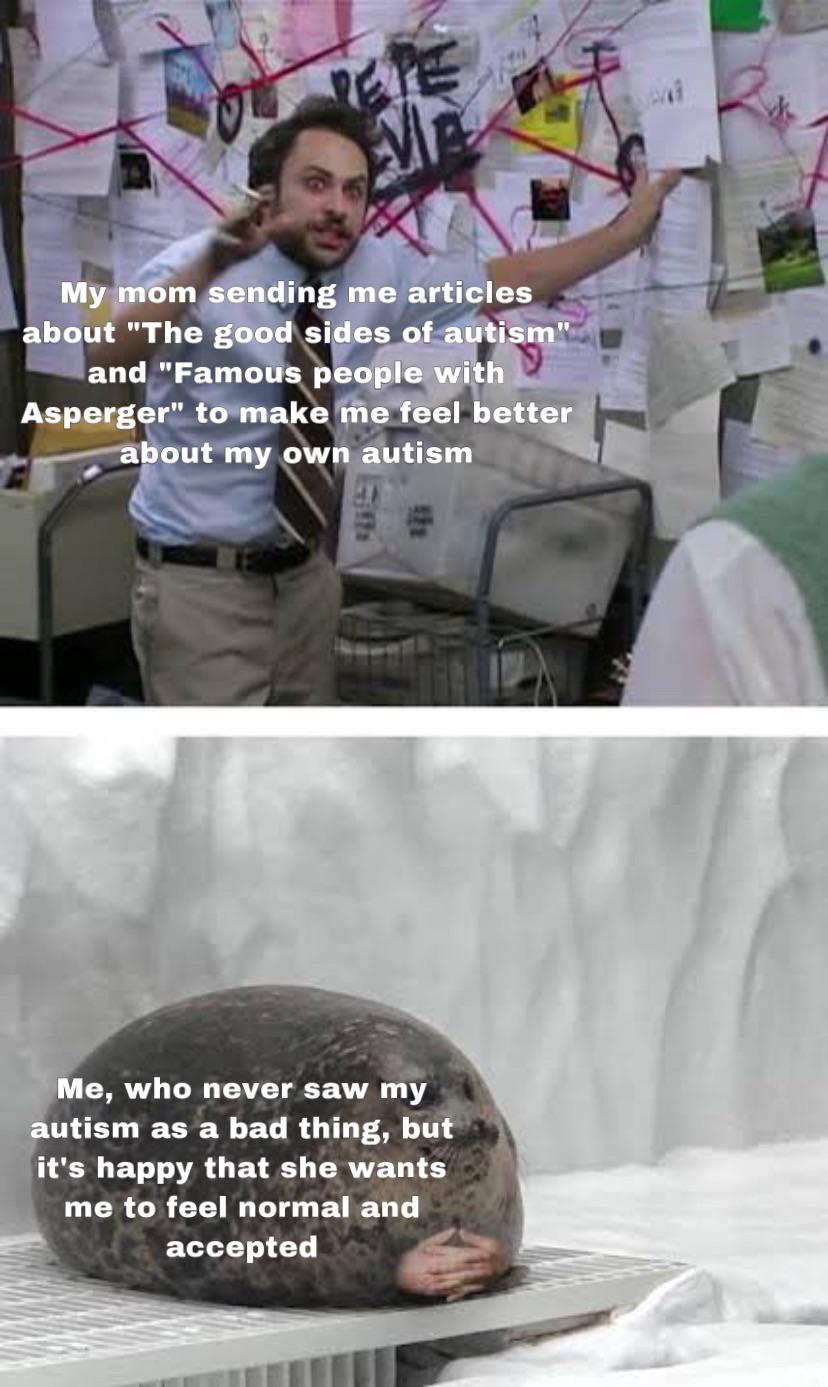 PEPE
SILVIA
My mom sending me articles
about "The good sides of autism"
and "Famous people with
Asperger" to make me feel better
about my own autism
Me, who never saw my
autism as a bad thing, but
it's happy that she wants
me to feel normal and
accepted